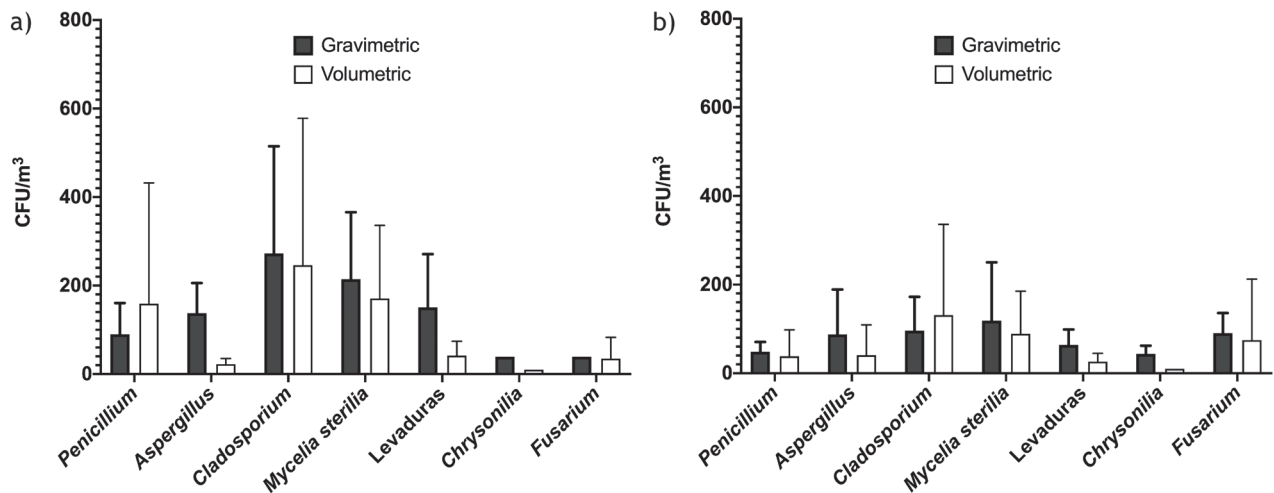 a)
800
600
400
200
0
CFU/m³
Gravimetric
Volumetric
Penicillium
Aspergillus
Cladosporium
Mycelia sterilia
Levaduras
Chrysonilia
Fusarium
b)
800
600
400
200
0
CFU/m³
Gravimetric
Volumetric
Penicillium
Aspergillus
Cladosporium
Mycelia sterilia
Levaduras
Chrysonilia
Fusarium